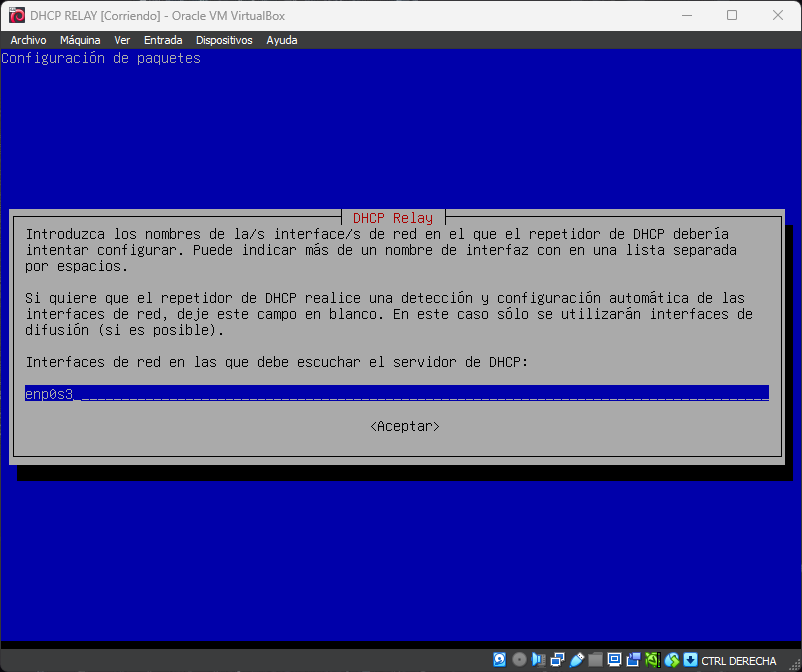 DHCP RELAY [Corriendo] - Oracle VM VirtualBox
Archivo Máquina Ver Entrada Dispositivos Ayuda
Configuración de paquetes
DHCP Relay
Introduzca los nombres de la/s interface/s de red en el que el repetidor de DHCP debería
intentar configurar. Puede indicar más de un nombre de interfaz con en una lista separada
por espacios.
Si quiere que el repetidor de DHCP realice una detección y configuración automática de las
interfaces de red, deje este campo en blanco. En este caso sólo se utilizarán interfaces de
difusión (si es posible).
Interfaces de red en las que debe escuchar el servidor de DHCP:
enp0s3
<Aceptar>
CTRL DERECHA